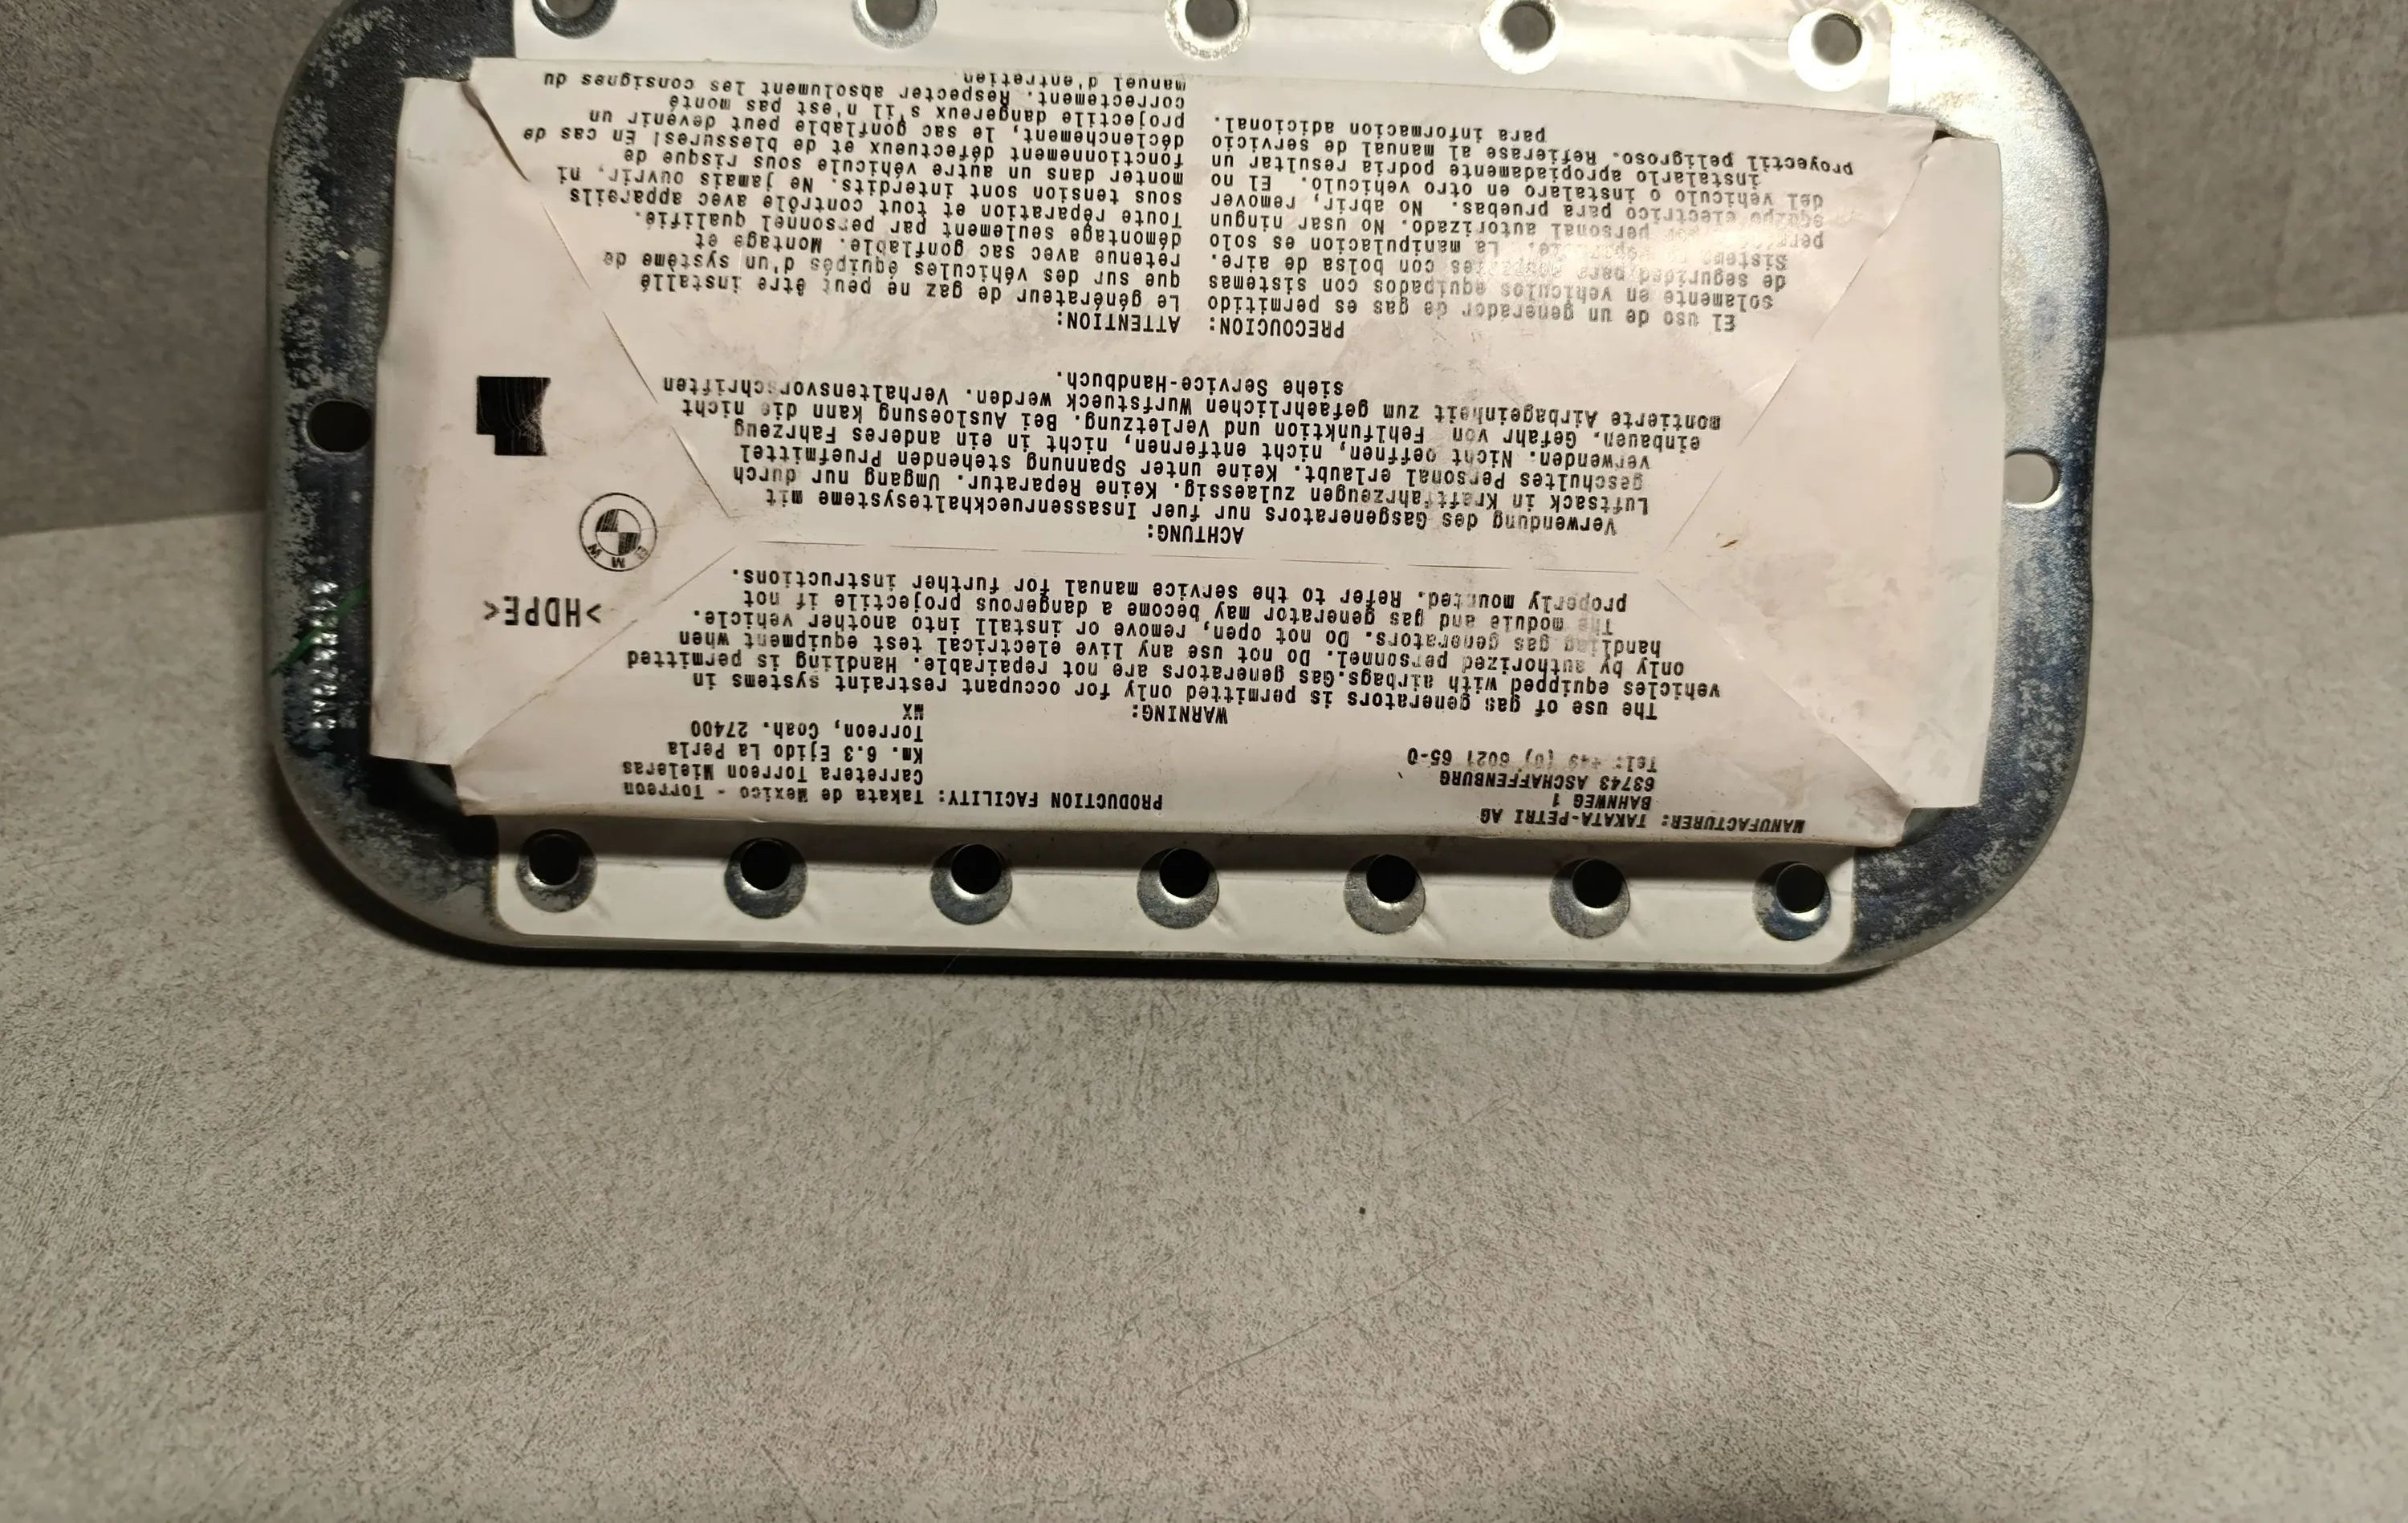 MANUFACTURER: TAKATA-PETRI AG
BAHNWEG 1
63743 ASCHAFFENBURG
Tel: +49 (0) 6021 65-0
PRODUCTION FACILITY: Takata de Mexico - Torreon
Carretera Torreon Mieleras
Km. 6.3 Ejido La Perla
Torreon, Coah. 27400
MX
WARNING:
The use of gas generators is permitted only for occupant restraint systems in
vehicles equipped with airbags.Gas generators are not repairable. Handling is permitted
only by authorized personnel. Do not use any live electrical test equipment when
handling gas generators. Do not open, remove or install into another vehicle.
The module and gas generator may become a dangerous projectile if not
properly mounted. Refer to the service manual for further instructions.
>HDPE<
BMW
ACHTUNG:
Verwendung des Gasgenerators nur fuer Insassenrueckhaltesysteme mit
Luftsack in Kraftfahrzeugen zulaessig. Keine Reparatur. Umgang nur durch
geschultes Personal erlaubt. Keine unter Spannung stehenden Pruefmittel
verwenden. Nicht oeffnen, nicht entfernen, nicht in ein anderes Fahrzeug
einbauen. Gefahr von Fehlfunktion und Verletzung. Bei Ausloesung kann die nicht
montierte Airbageinheit zum gefaehrlichen Wurfstueck werden. Verhaltensvorschriften
siehe Service-Handbuch.
PRECOUCION:
El uso de un generador de gas es permitido
solamente en vehiculos equipados con sistemas
de seguridad para con bolsa de aire.
Sistema La manipulacion es solo
personal autorizado. No usar ningun
equipo electrico para pruebas. No abrir, remover
del vehiculo o instalaro en otro vehiculo. El no
instalarlo apropiadamente podria resultar un
proyectil peligroso. Refierase al manual de servicio
para informacion adicional.
ATTENTION:
Le générateur de gaz ne peut être installé
que sur des véhicules équipés d'un système de
retenue avec sac gonflable. Montage et
démontage seulement par personnel qualifié.
Toute réparation et tout contrôle avec appareils
sous tension sont interdits. Ne jamais ouvrir, ni
monter dans un autre véhicule sous risque de
fonctionnement défectueux et de blessures! En cas de
déclenchement, le sac gonflable peut devenir un
projectile dangereux s'il n'est pas monté
correctement. Respecter absolument les consignes du
manuel d'entretien